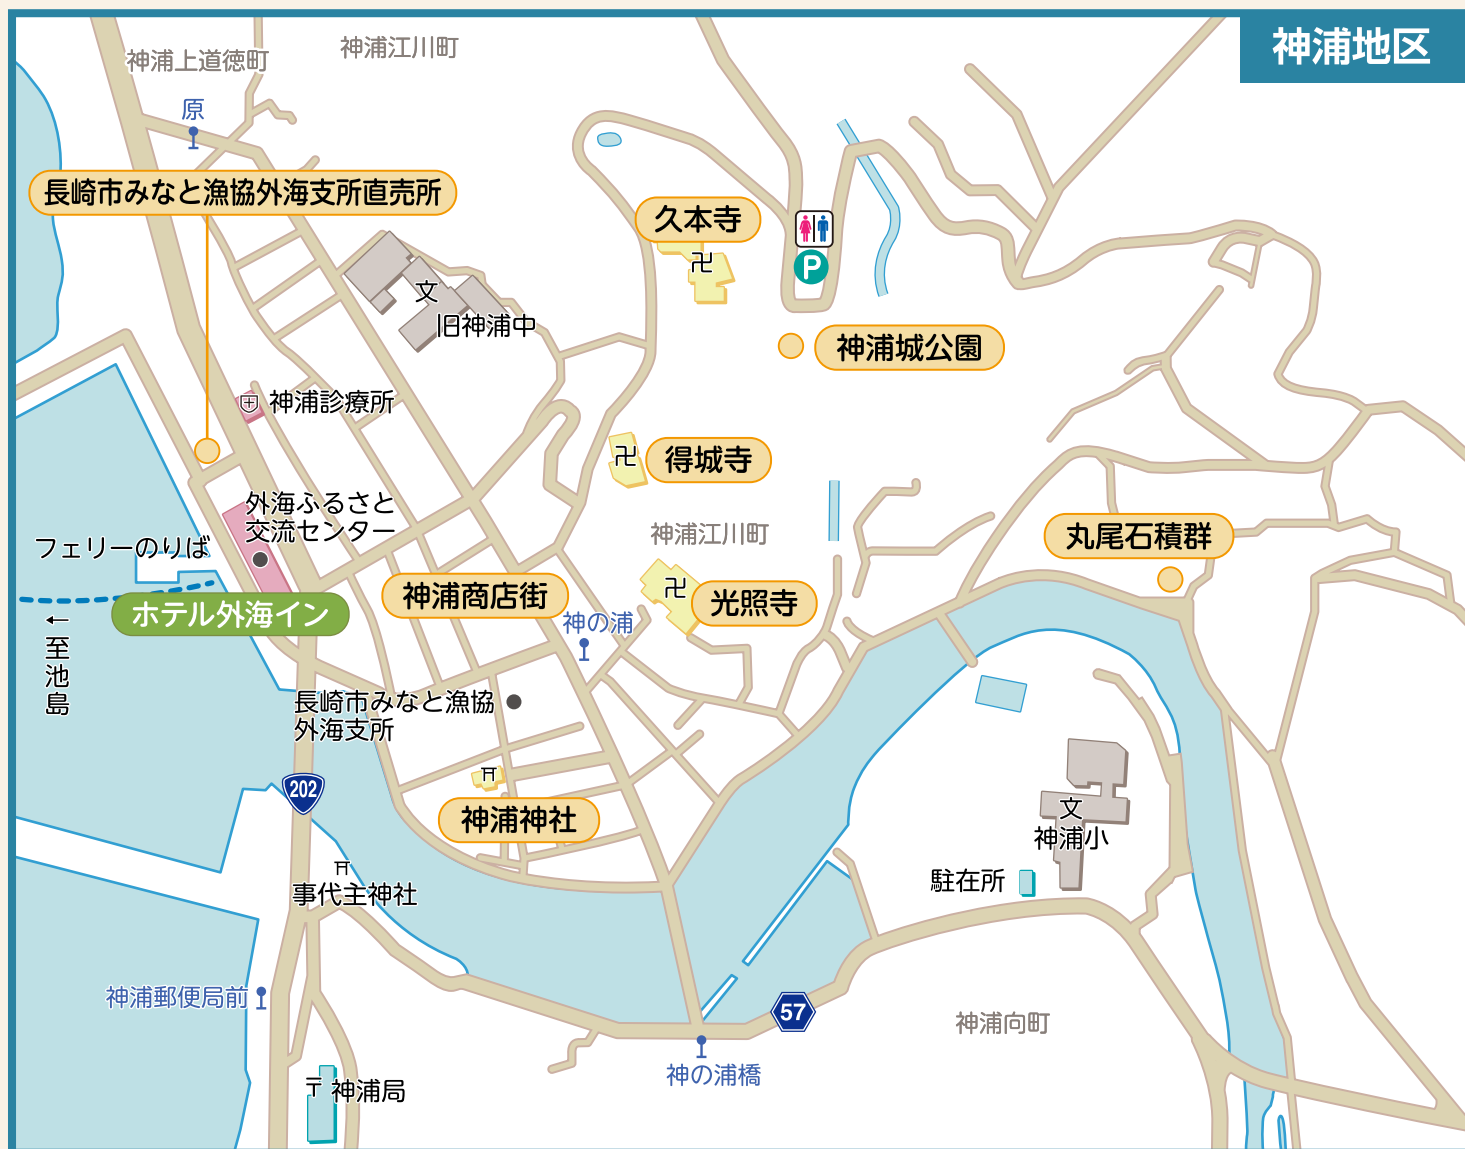 神浦地区
神浦上道徳町
神浦江川町
原
長崎市みなと漁協外海支所直売所
久本寺
卍
P
文
旧神浦中
神浦城公園
神浦診療所
得城寺
卍
外海ふるさと
交流センター
神浦江川町
丸尾石積群
フェリーのりば
ホテル外海イン
神浦商店街
卍
光照寺
神の浦
←至池島
長崎市みなと漁協
外海支所
202
神浦神社
文
神浦小
駐在所
事代主神社
神浦郵便局前
57
神浦向町
神の浦橋
〒神浦局